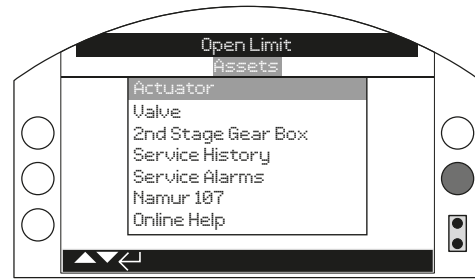 Open Limit
Assets
Actuator
Valve
2nd Stage Gear Box
Service History
Service Alarms
Namur 107
Online Help